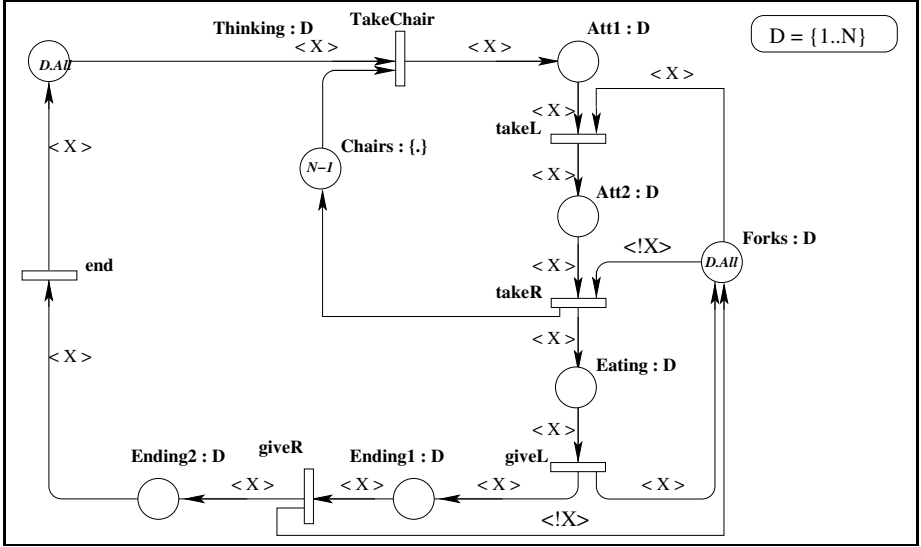 Thinking : D
TakeChair
Att1 : D
D = {1..N}
< X >
< X >
D.All
< X >
< X >
takeL
Chairs : {.}
< X >
N−1
< X >
Att2 : D
Forks : D
<!X>
D.All
< X >
end
takeR
< X >
< X >
Eating : D
< X >
giveR
Ending2 : D
Ending1 : D
giveL
< X >
< X >
< X >
< X >
<!X>